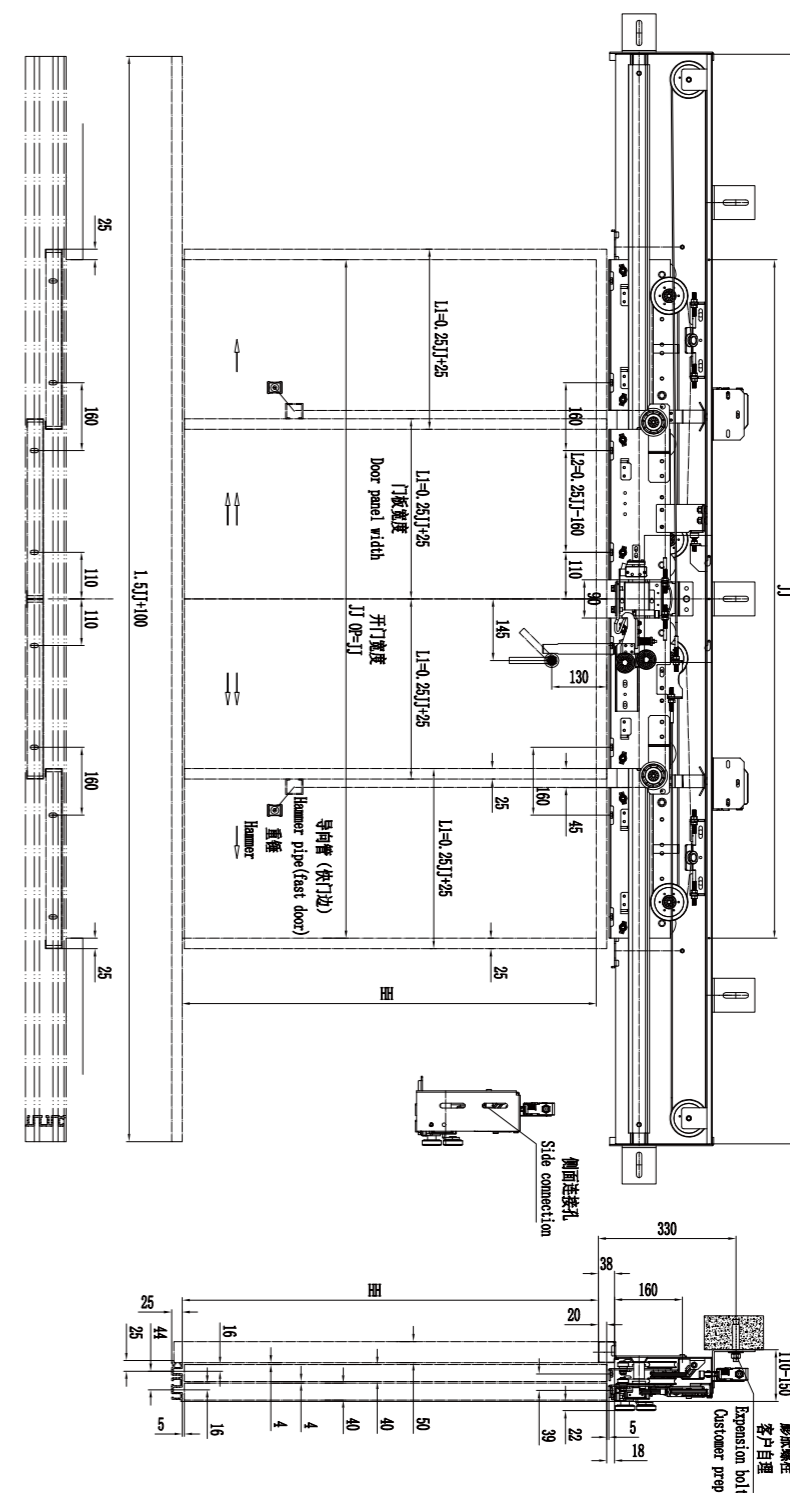 JJ
25
L1=0.25JJ+25
160
160
L2=0.25JJ-160
L1=0.25JJ+25
门板宽度
Door panel width
110
110
90
1.5JJ+100
开门宽度
JJ OP=JJ
145
130
110
L1=0.25JJ+25
160
160
25
45
导向管（快门边）
Hammer pipe(fast door)
重锤
Hammer
L1=0.25JJ+25
25
25
HH
侧面连接孔
Side connection
330
38
160
20
HH
25
44
25
16
110-150
膨胀螺栓
客户自理
Expension bolt
Customer prep
5
16
4
4
40
40
50
39
22
5
18